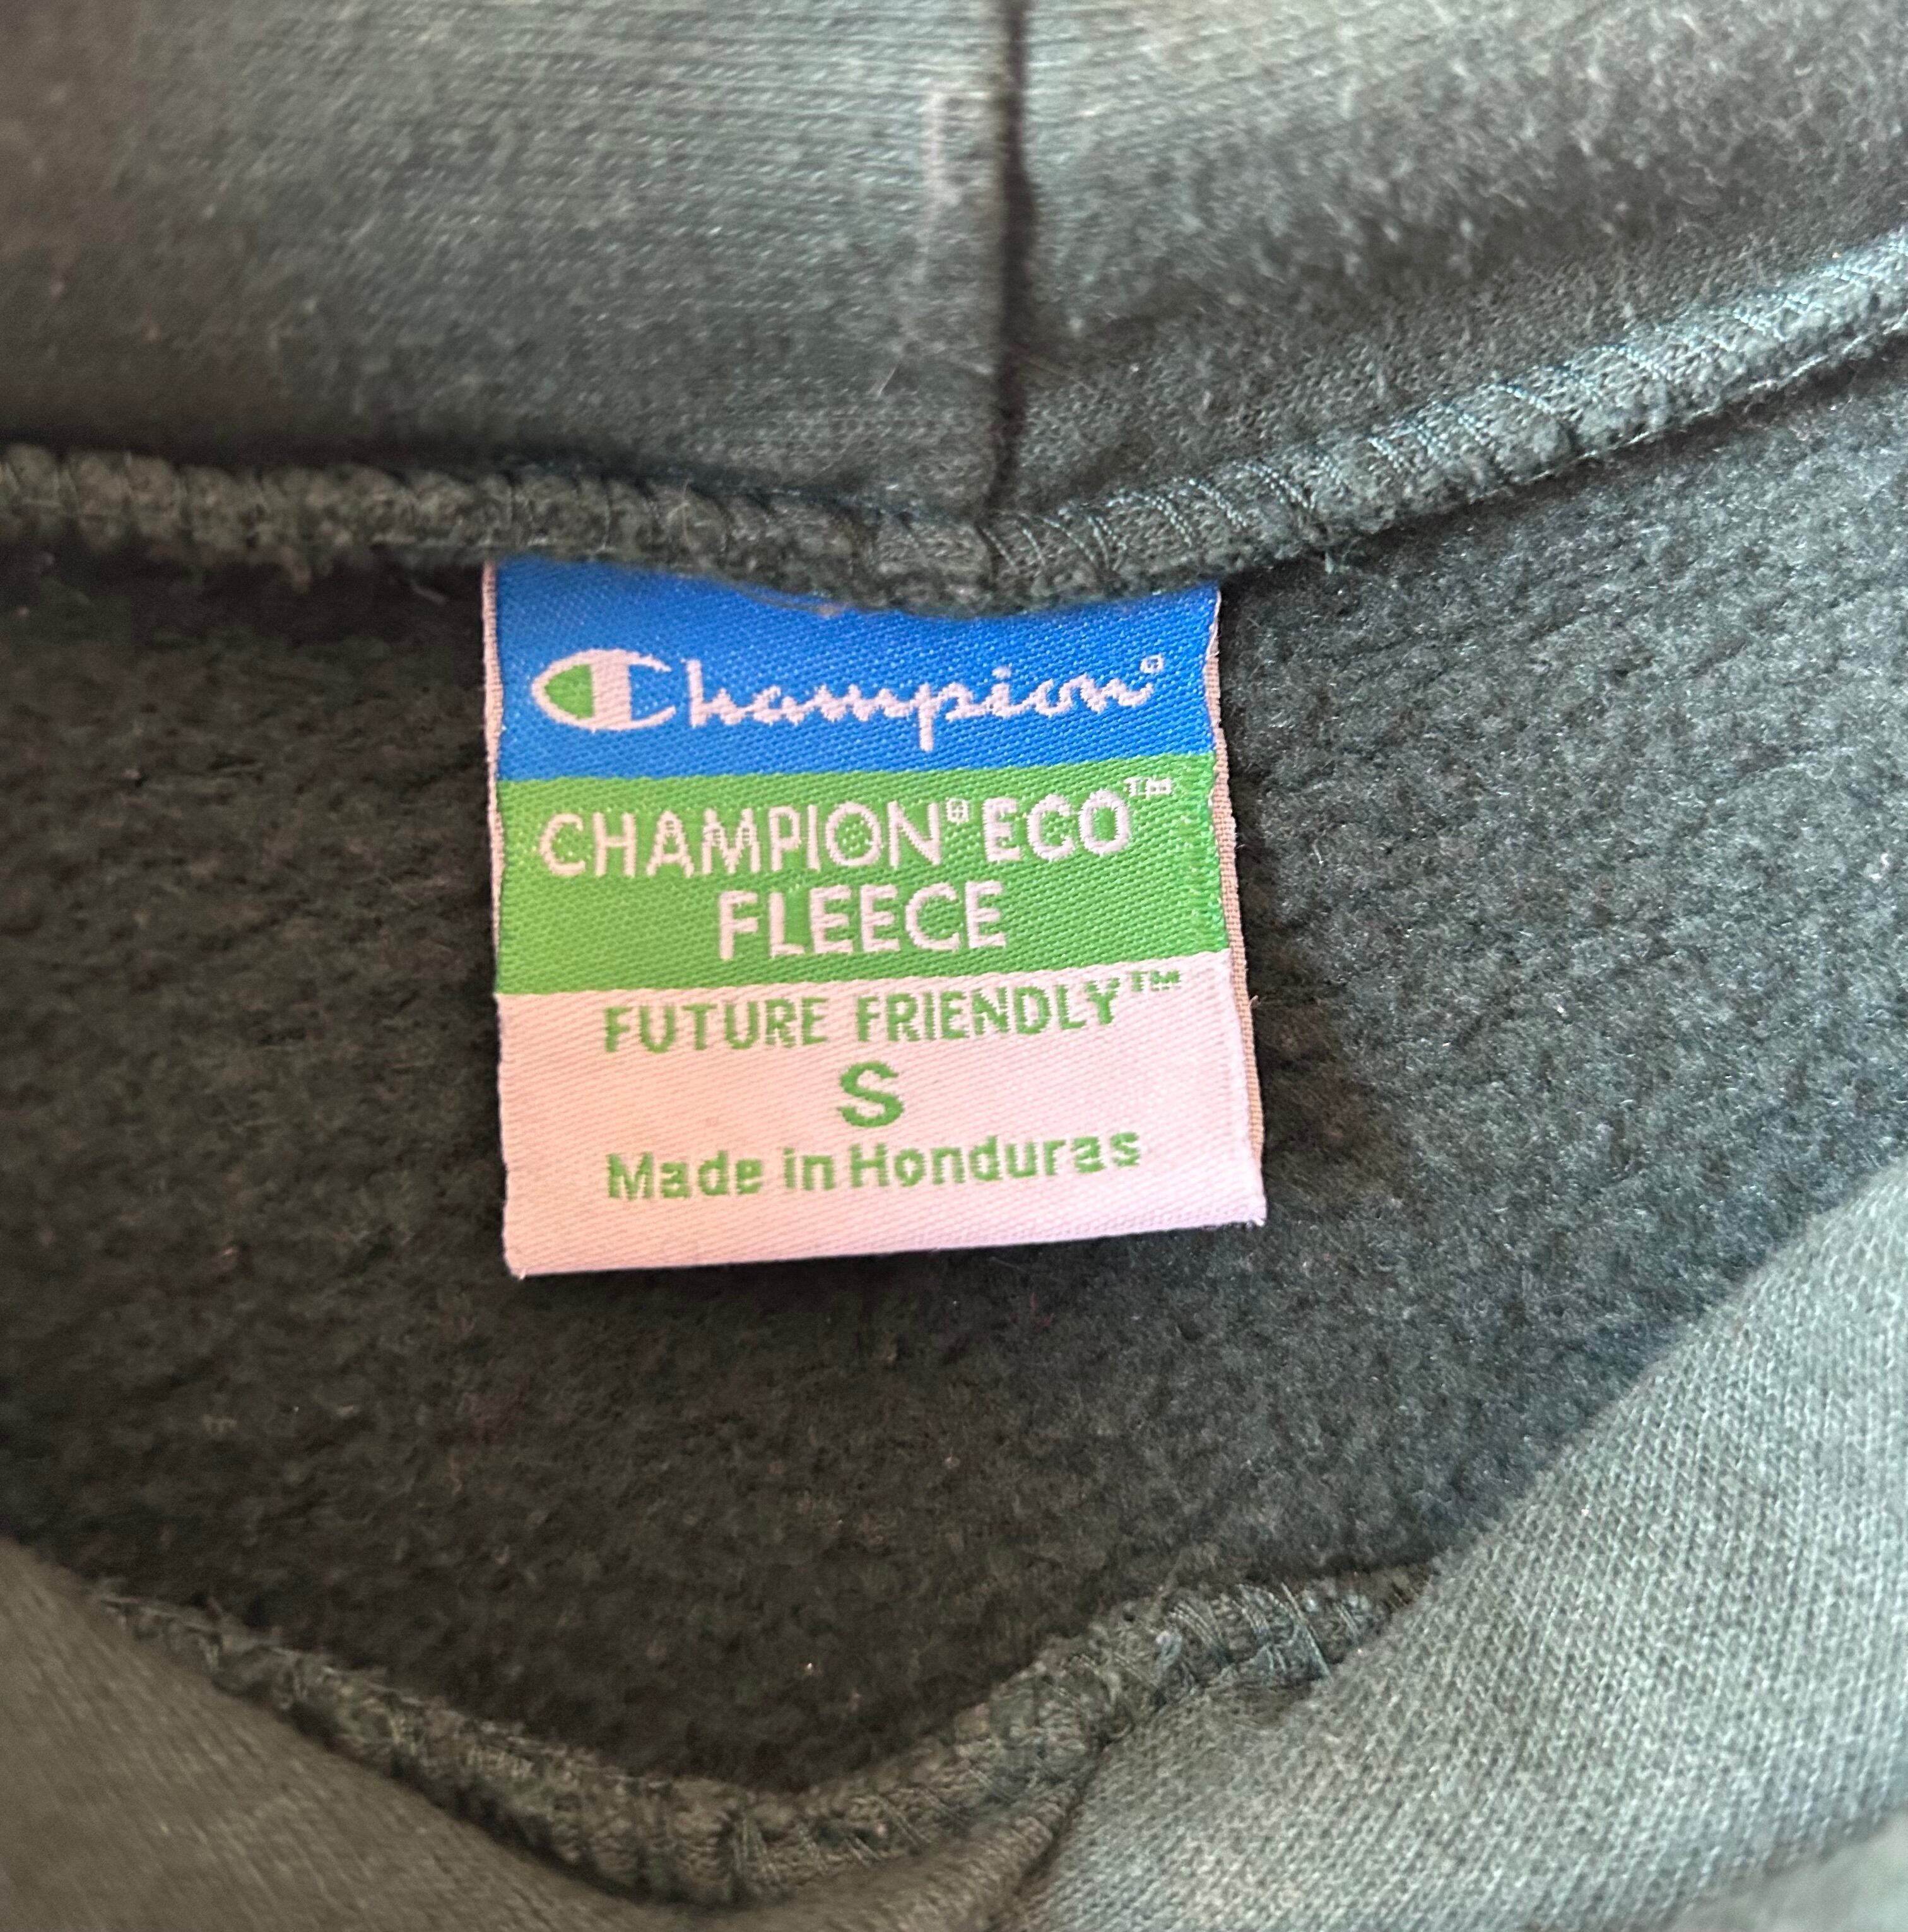 Champion®
CHAMPION® ECO™
FLEECE
FUTURE FRIENDLY™
S
Made in Honduras